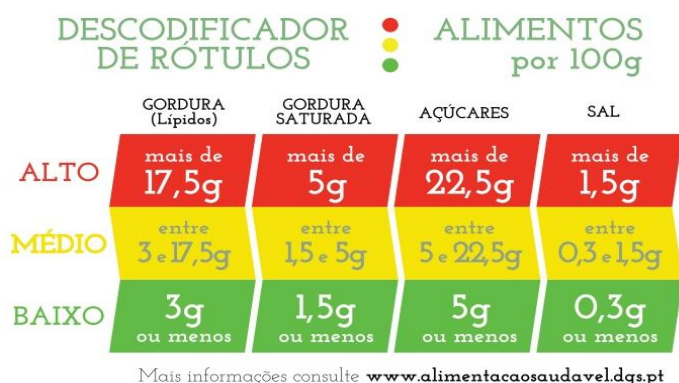 DESCODIFICADOR
DE RÓTULOS
ALIMENTOS
por 100g
GORDURA
(Lípidos)
GORDURA
SATURADA
AÇÚCARES
SAL
ALTO
mais de
17,5g
mais de
5g
mais de
22,5g
mais de
1,5g
MÉDIO
entre
3 e 17,5g
entre
1,5 e 5g
entre
5 e 22,5g
entre
0,3 e 1,5g
BAIXO
3g
ou menos
1,5g
ou menos
5g
ou menos
0,3g
ou menos
Mais informações consulte www.alimentacaosaudavel.dgs.pt